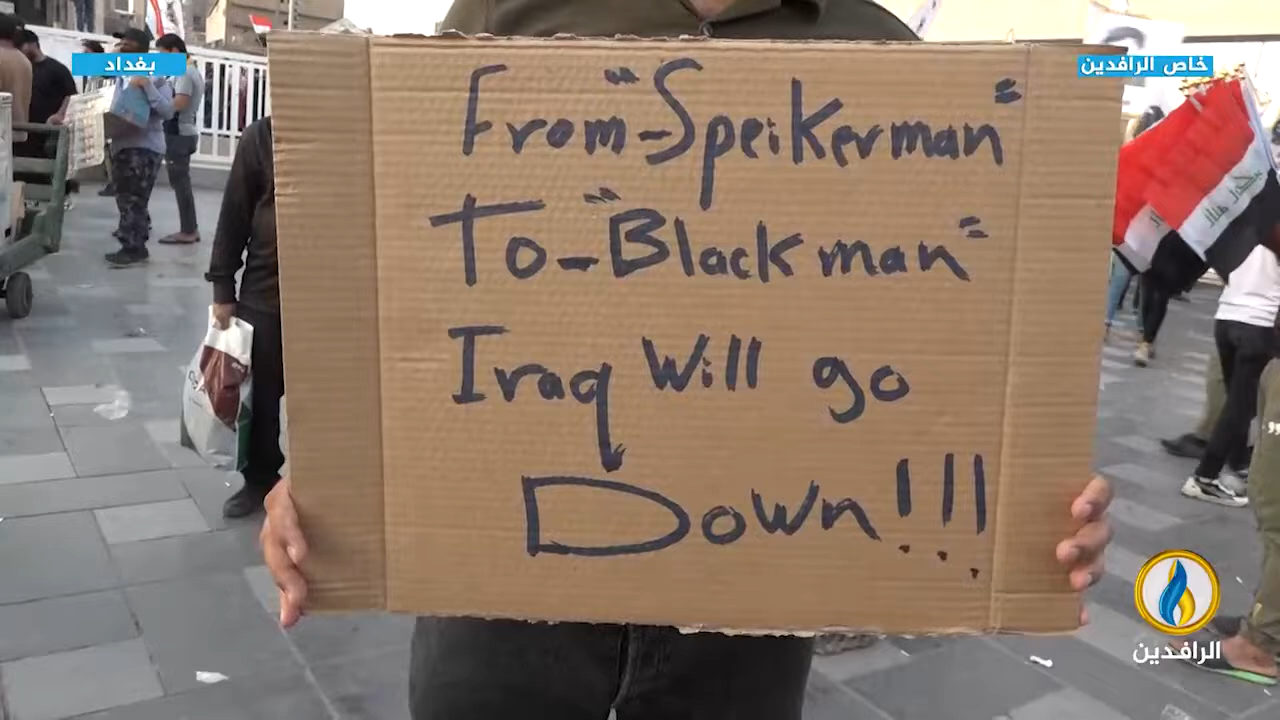 بغداد
خاص الرافدين
From-"Speikerman"
To-"Blackman"
Iraq will go
Down!!!
الرافدين